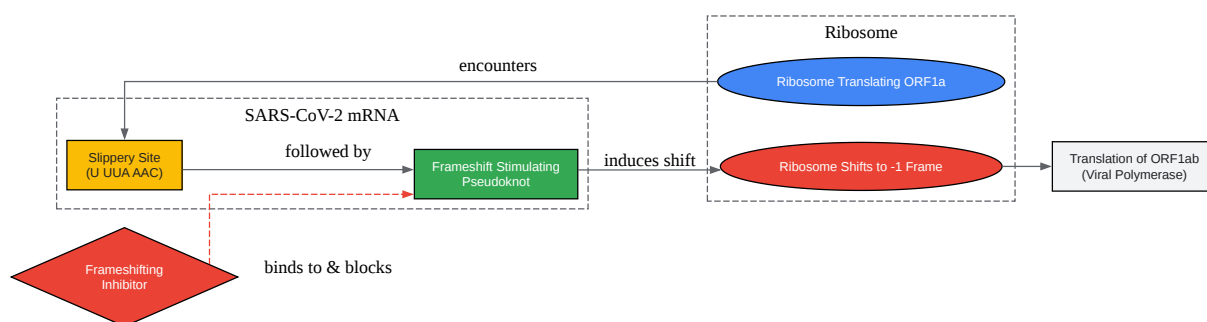 Ribosome
encounters
Ribosome Translating ORF1a
SARS-CoV-2 mRNA
Slippery Site
(U UUA AAC)
followed by
Frameshift Stimulating
Pseudoknot
induces shift
Ribosome Shifts to -1 Frame
Translation of ORF1ab
(Viral Polymerase)
Frameshifting
Inhibitor
binds to & blocks